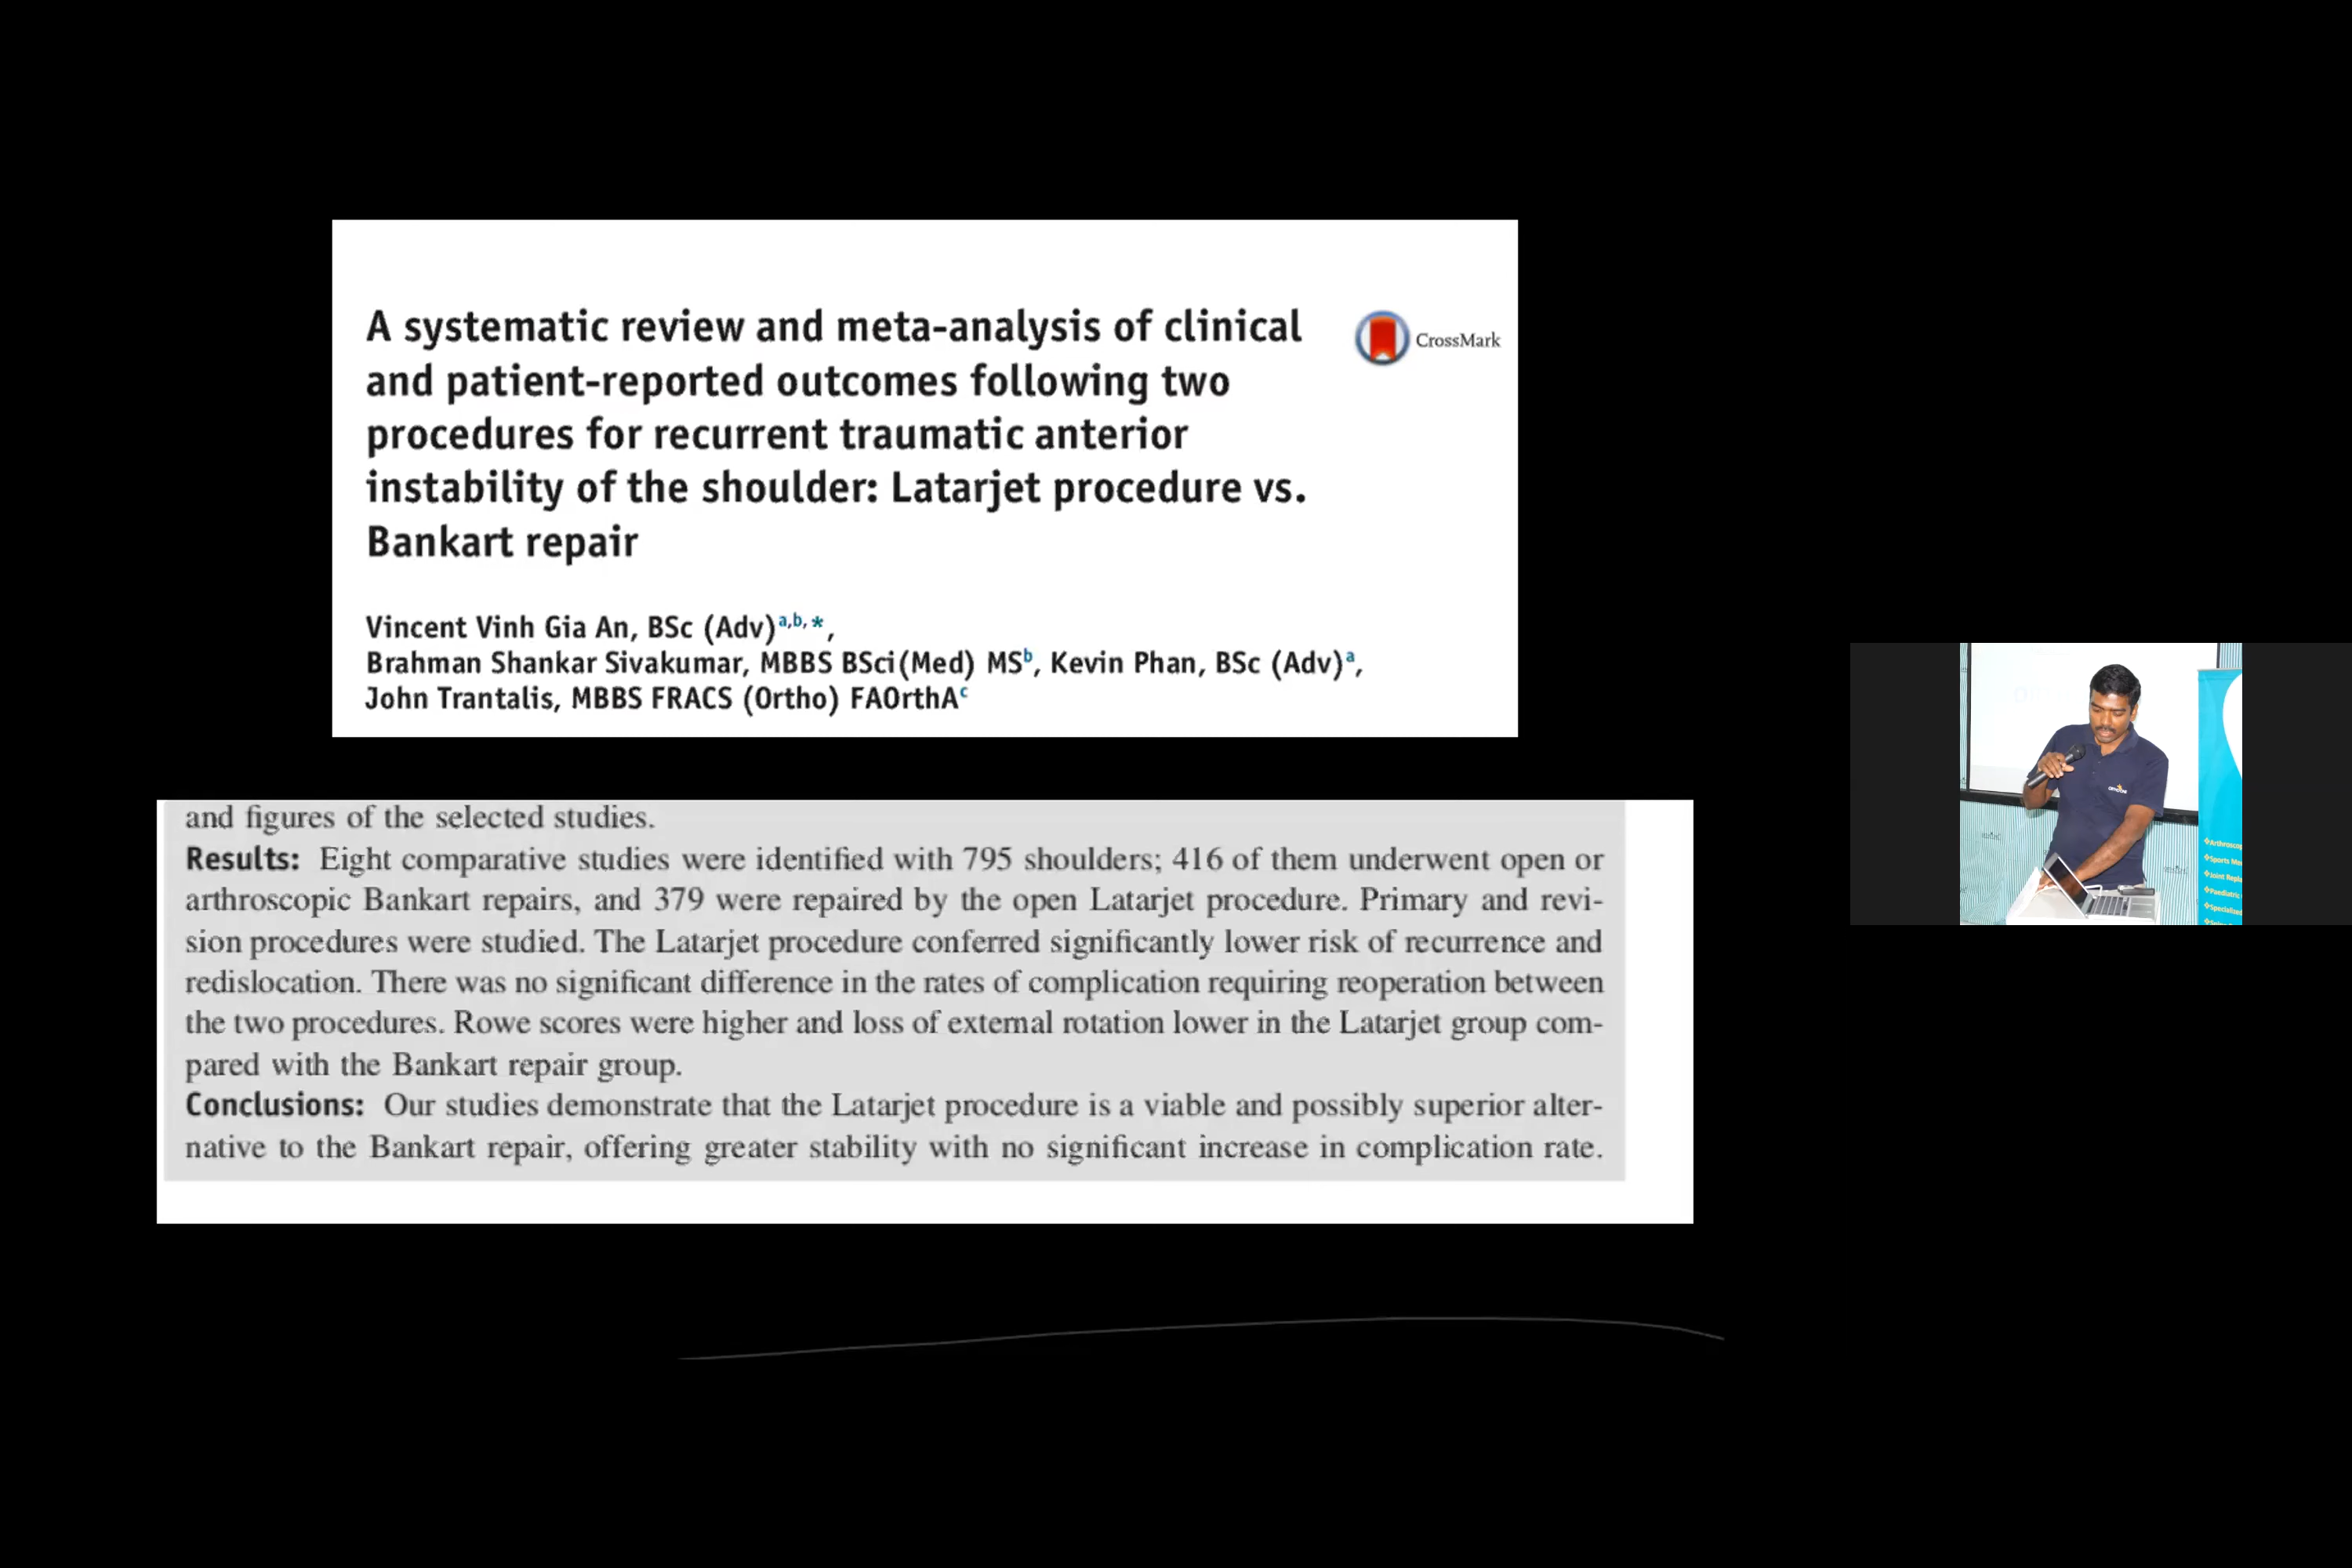 A systematic review and meta-analysis of clinical
and patient-reported outcomes following two
procedures for recurrent traumatic anterior
instability of the shoulder: Latarjet procedure vs.
Bankart repair
CrossMark
Vincent Vinh Gia An, BSc (Adv)a,b,*,
Brahman Shankar Sivakumar, MBBS BSci(Med) MSb, Kevin Phan, BSc (Adv)a,
John Trantalis, MBBS FRACS (Ortho) FAOrthAc
and figures of the selected studies.
Results: Eight comparative studies were identified with 795 shoulders; 416 of them underwent open or
arthroscopic Bankart repairs, and 379 were repaired by the open Latarjet procedure. Primary and revi-
sion procedures were studied. The Latarjet procedure conferred significantly lower risk of recurrence and
redislocation. There was no significant difference in the rates of complication requiring reoperation between
the two procedures. Rowe scores were higher and loss of external rotation lower in the Latarjet group com-
pared with the Bankart repair group.
Conclusions: Our studies demonstrate that the Latarjet procedure is a viable and possibly superior alter-
native to the Bankart repair, offering greater stability with no significant increase in complication rate.
Arthroscop
Sports Me
Joint Repla
Paediatric
Specialize